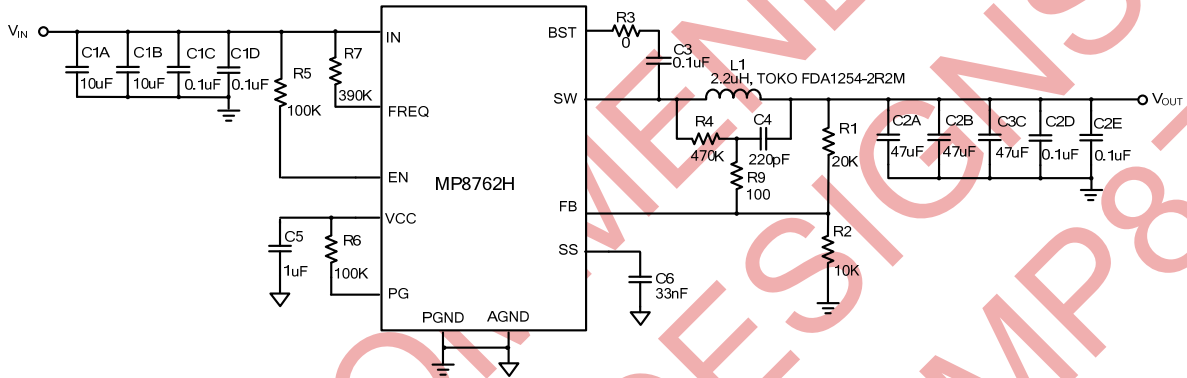 VIN
C1A
10uF
C1B
10uF
C1C
0.1uF
C1D
0.1uF
R5
100K
R7
390K
IN
FREQ
EN
VCC
PG
MP8762H
BST
SW
FB
SS
PGND
AGND
C5
1uF
R6
100K
R3
0
C3
0.1uF
L1
2.2uH, TOKO FDA1254-2R2M
R4
470K
C4
220pF
R9
100
R1
20K
R2
10K
C6
33nF
C2A
47uF
C2B
47uF
C3C
47uF
C2D
0.1uF
C2E
0.1uF
VOUT
OMMEND
ESIGNS
MP8